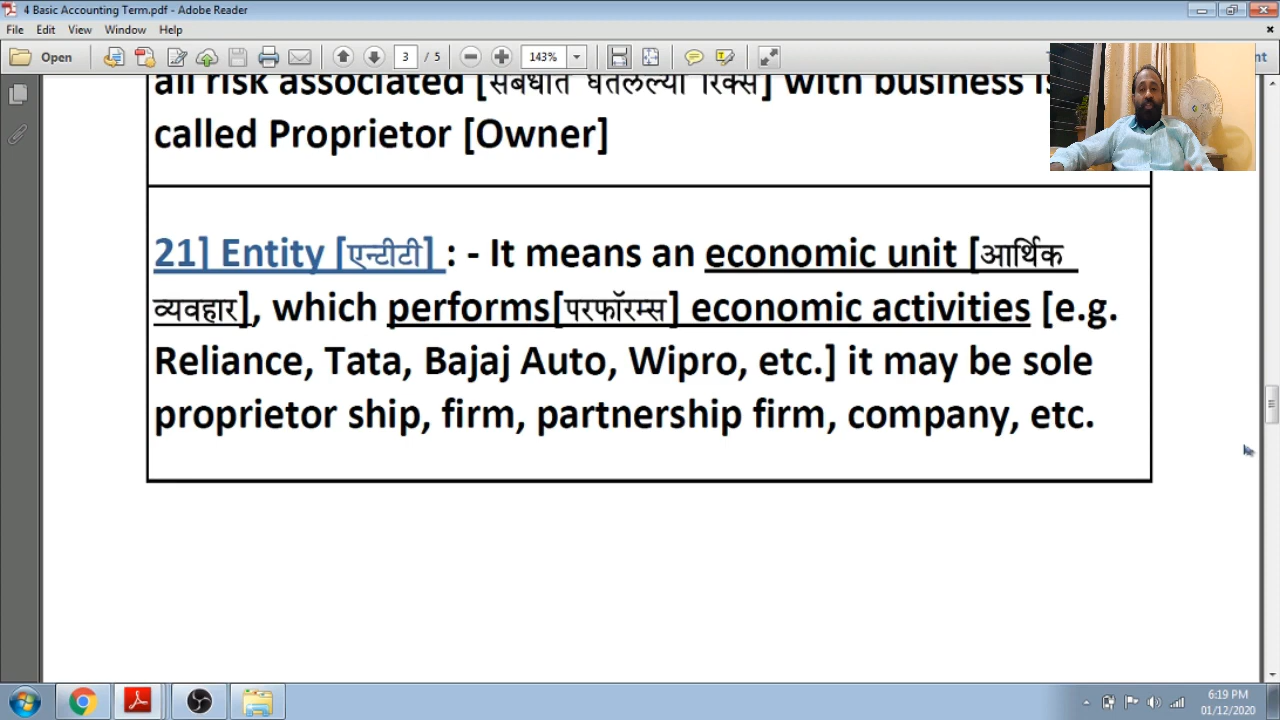 4 Basic Accounting Term.pdf - Adobe Reader
File Edit View Window Help
Open 3 / 5 143%
all risk associated [संबंधीत घेतलेल्या रिक्स] with business is
called Proprietor [Owner]
21] Entity [एन्टीटी] : - It means an economic unit [आर्थिक
व्यवहार], which performs[परफॉरम्स] economic activities [e.g.
Reliance, Tata, Bajaj Auto, Wipro, etc.] it may be sole
proprietor ship, firm, partnership firm, company, etc.
6:19 PM
01/12/2020